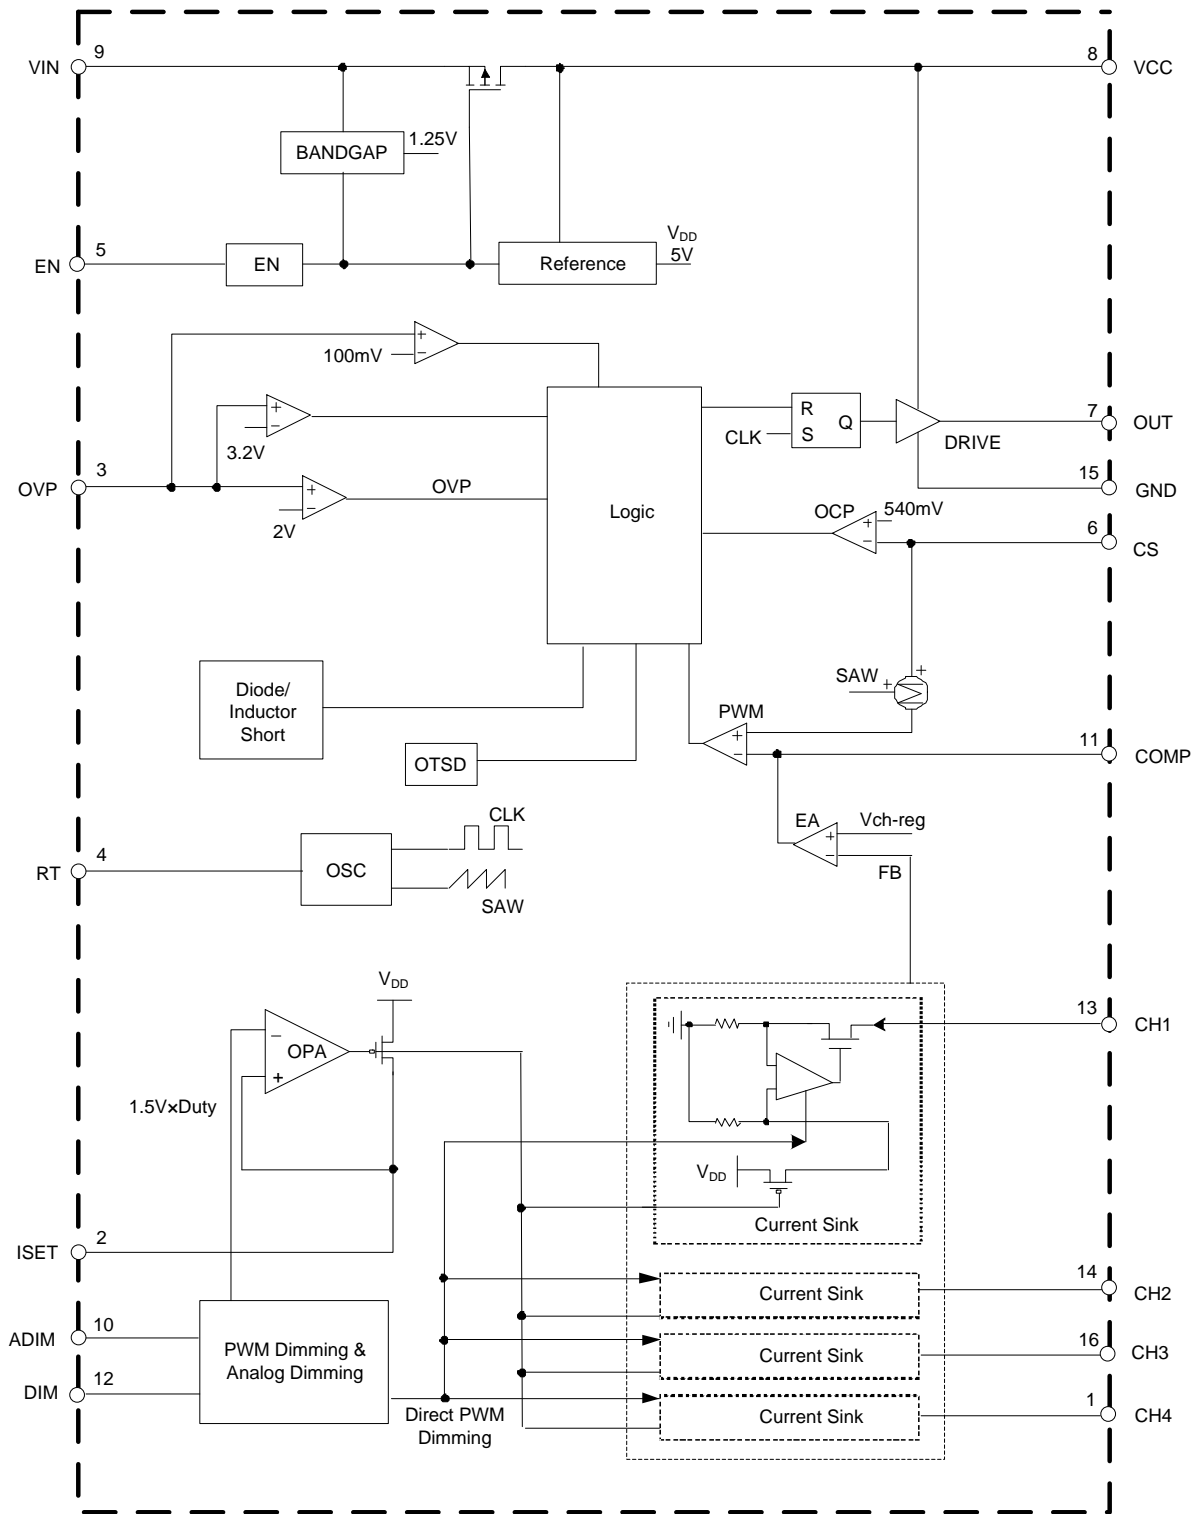 9
VIN
8
VCC
BANDGAP
1.25V
5
EN
EN
Reference
VDD
5V
+
−
100mV
+
−
3.2V
3
OVP
+
−
2V
OVP
Logic
R
S
Q
CLK
DRIVE
7
OUT
15
GND
OCP
+
−
540mV
6
CS
SAW
+
+
Diode/
Inductor
Short
OTSD
PWM
+
−
11
COMP
EA
+
−
Vch-reg
FB
4
RT
OSC
CLK
SAW
VDD
−
+
OPA
1.5V×Duty
13
CH1
VDD
Current Sink
2
ISET
14
CH2
Current Sink
10
ADIM
PWM Dimming &
Analog Dimming
16
CH3
Current Sink
12
DIM
Direct PWM
Dimming
1
CH4
Current Sink